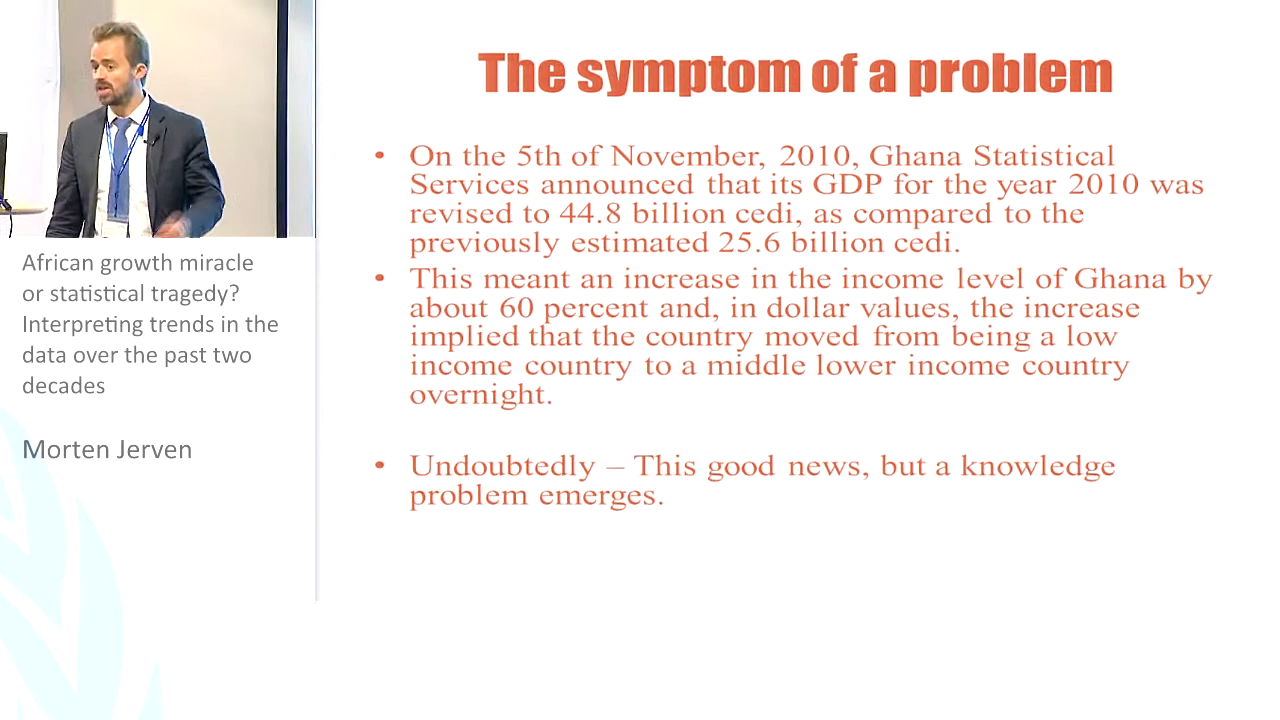 The symptom of a problem
• On the 5th of November, 2010, Ghana Statistical
Services announced that its GDP for the year 2010 was
revised to 44.8 billion cedi, as compared to the
previously estimated 25.6 billion cedi.
• This meant an increase in the income level of Ghana by
about 60 percent and, in dollar values, the increase
implied that the country moved from being a low
income country to a middle lower income country
overnight.
• Undoubtedly – This good news, but a knowledge
problem emerges.
African growth miracle
or statistical tragedy?
Interpreting trends in the
data over the past two
decades
Morten Jerven